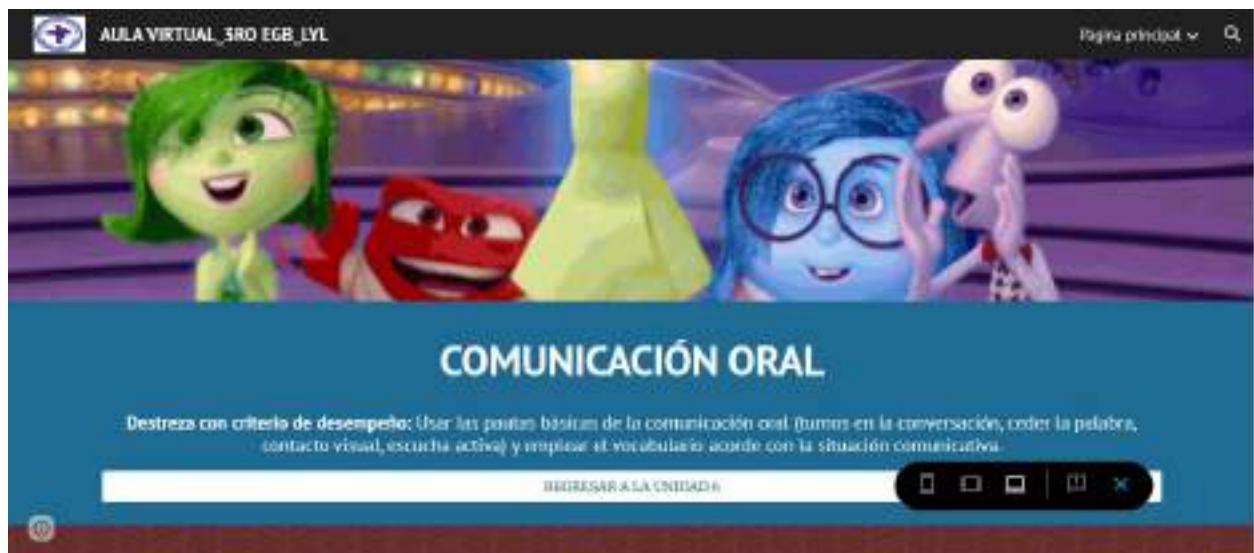 AULA VIRTUAL_3RO EGB_LYL
Página principal
COMUNICACIÓN ORAL
Destreza con criterio de desempeño: Usar las pautas básicas de la comunicación oral (turnos en la conversación, ceder la palabra,
contacto visual, escucha activa) y emplear el vocabulario acorde con la situación comunicativa.
REGRESAR A LA UNIDAD 6